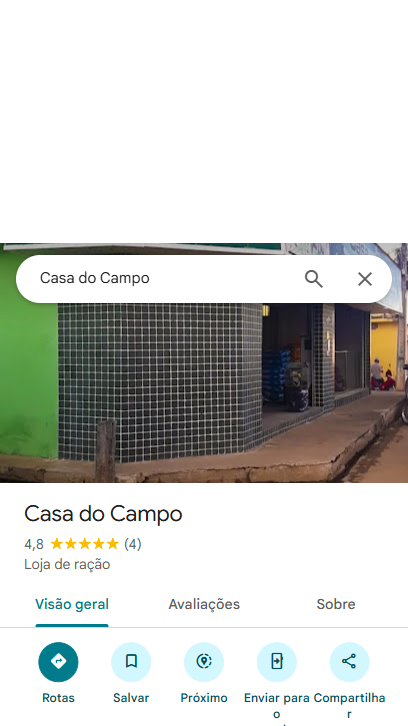 Casa do Campo
Casa do Campo
4,8 ★★★★★ (4)
Loja de ração
Visão geral
Avaliações
Sobre
Rotas
Salvar
Próximo
Enviar para o
Compartilhar